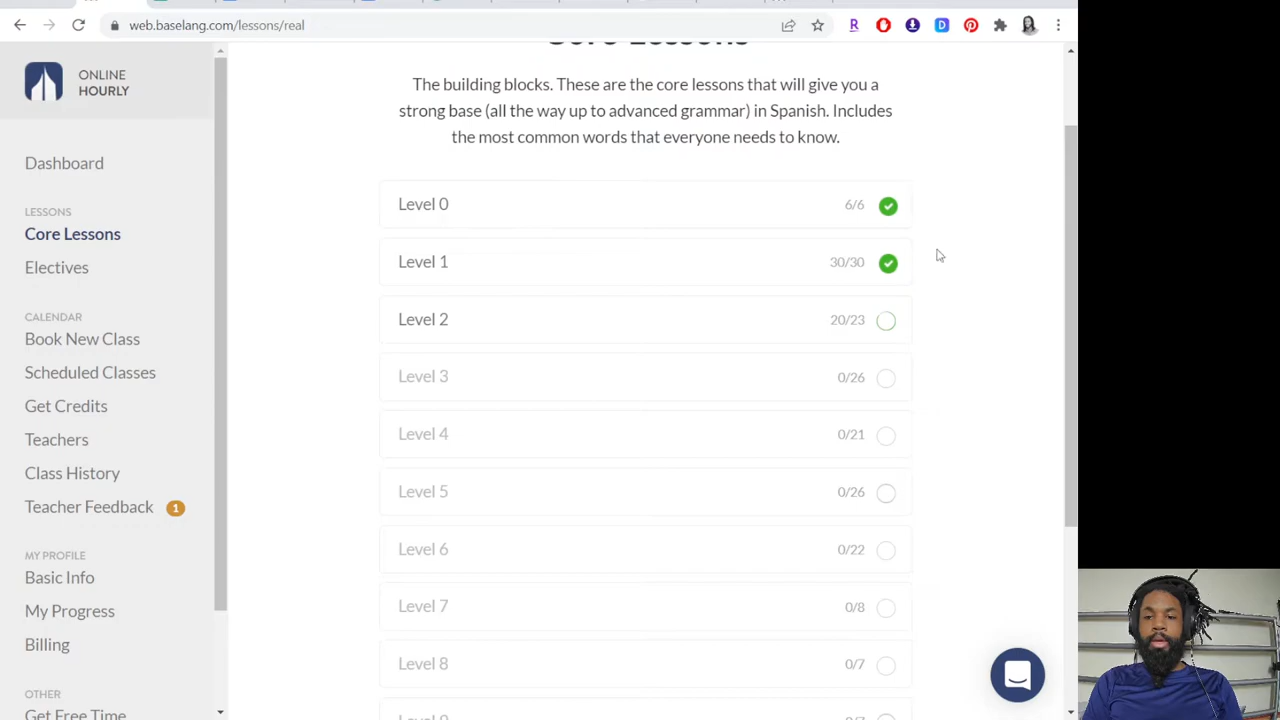 web.baselang.com/lessons/real
ONLINE
HOURLY
Dashboard
LESSONS
Core Lessons
Electives
CALENDAR
Book New Class
Scheduled Classes
Get Credits
Teachers
Class History
Teacher Feedback 1
MY PROFILE
Basic Info
My Progress
Billing
OTHER
Get Free Time
Core Lessons
The building blocks. These are the core lessons that will give you a
strong base (all the way up to advanced grammar) in Spanish. Includes
the most common words that everyone needs to know.
Level 0 6/6
Level 1 30/30
Level 2 20/23
Level 3 0/26
Level 4 0/21
Level 5 0/26
Level 6 0/22
Level 7 0/8
Level 8 0/7